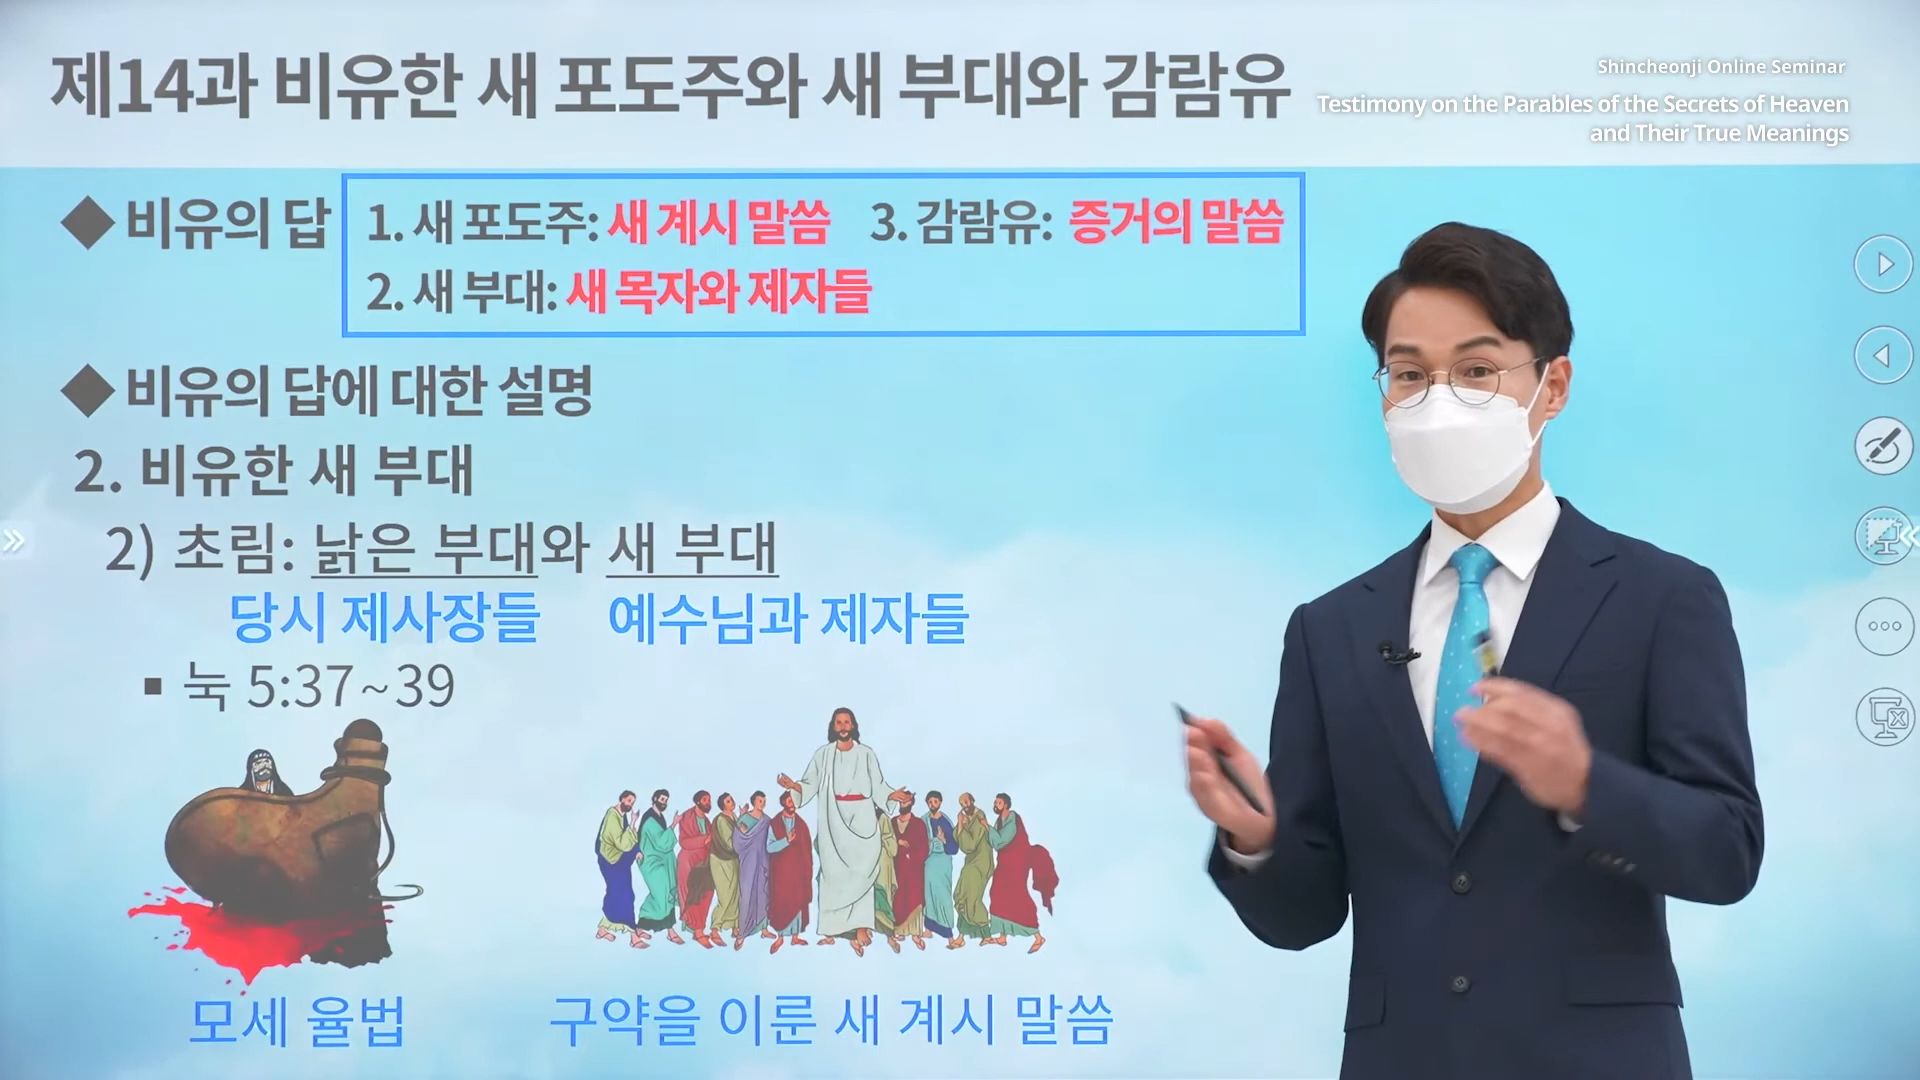 제14과 비유한 새 포도주와 새 부대와 감람유
Shincheonji Online Seminar
Testimony on the Parables of the Secrets of Heaven
and Their True Meanings
◆ 비유의 답
1. 새 포도주: 새 계시 말씀 3. 감람유: 증거의 말씀
2. 새 부대: 새 목자와 제자들
◆ 비유의 답에 대한 설명
2. 비유한 새 부대
2) 초림: 낡은 부대와 새 부대
당시 제사장들 예수님과 제자들
▪ 눅 5:37~39
모세 율법 구약을 이룬 새 계시 말씀